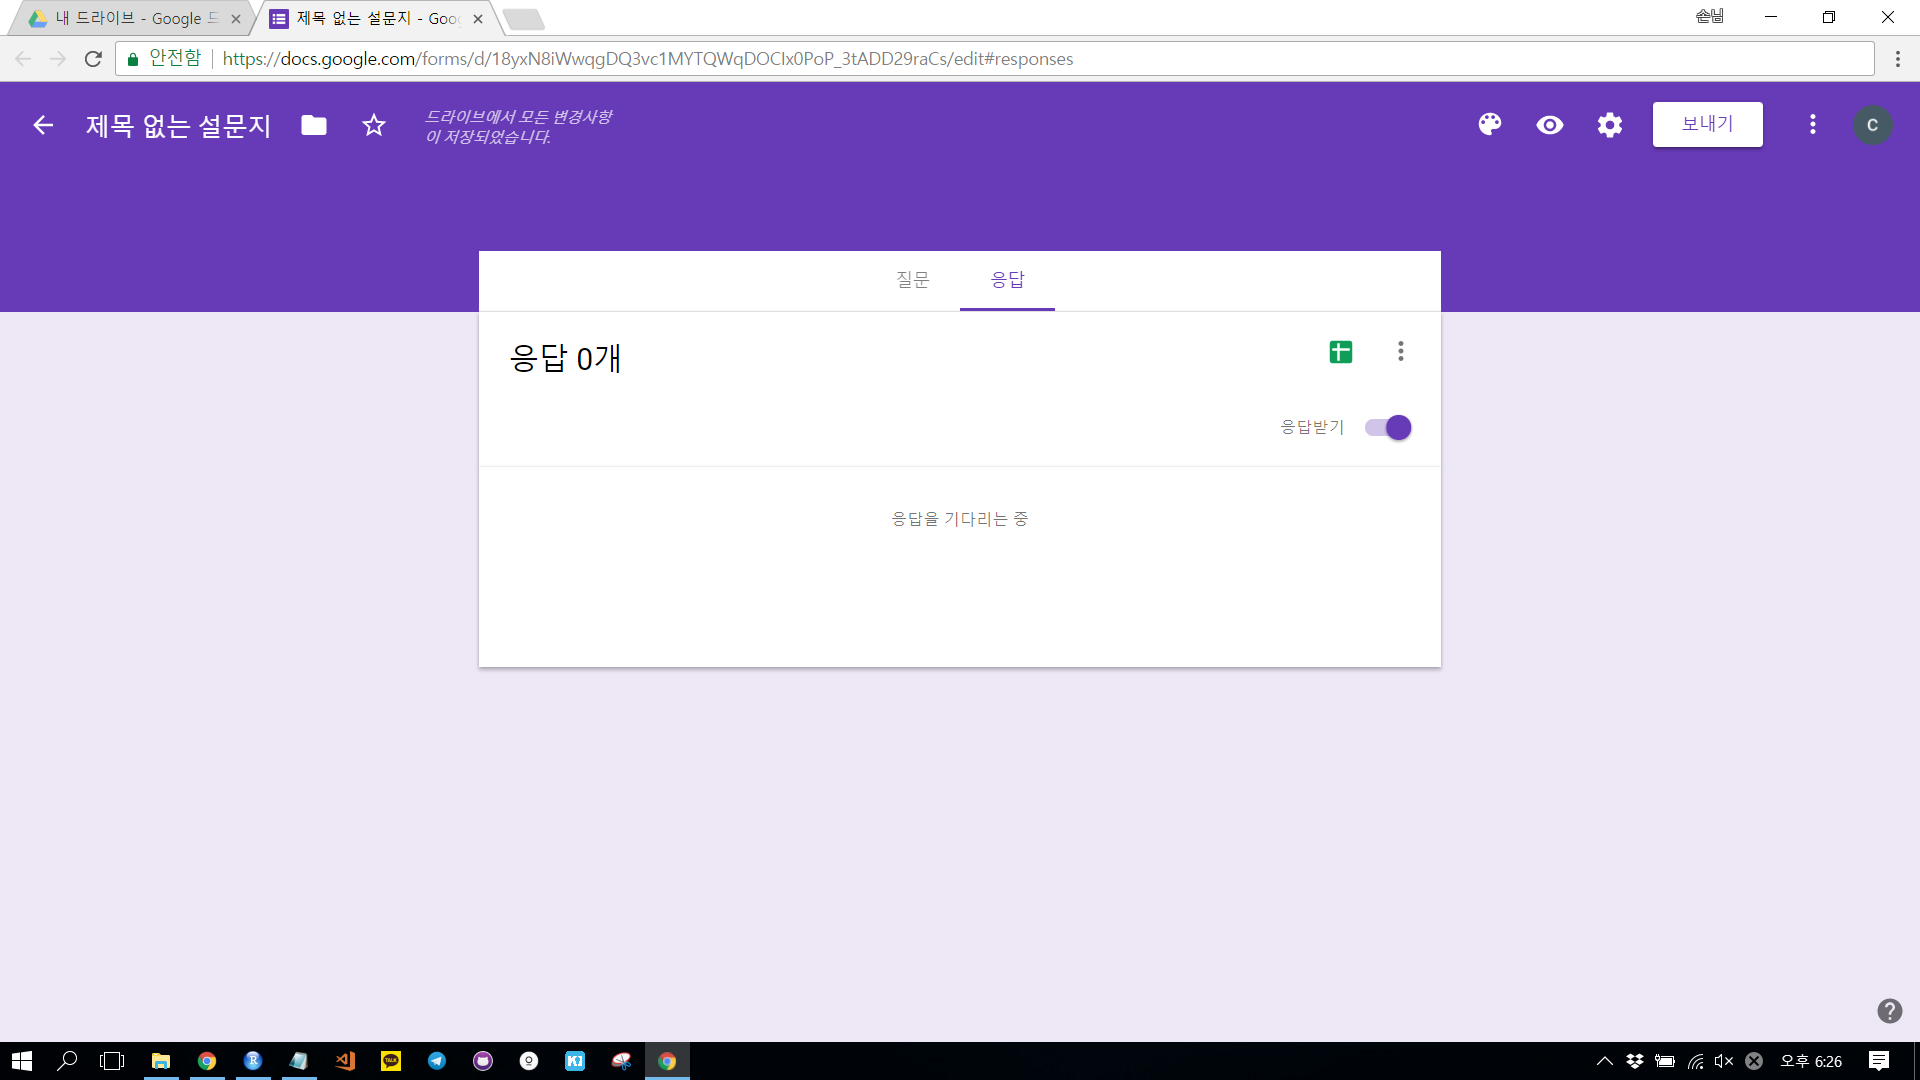 내 드라이브 - Google 드
제목 없는 설문지 - Goog
손님
안전함
https://docs.google.com/forms/d/18yxN8iWwqgDQ3vc1MYTQWqDOCIx0PoP_3tADD29raCs/edit#responses
제목 없는 설문지
드라이브에서 모든 변경사항
이 저장되었습니다.
보내기
C
질문
응답
응답 0개
응답받기
응답을 기다리는 중
R
TALK
오후 6:26